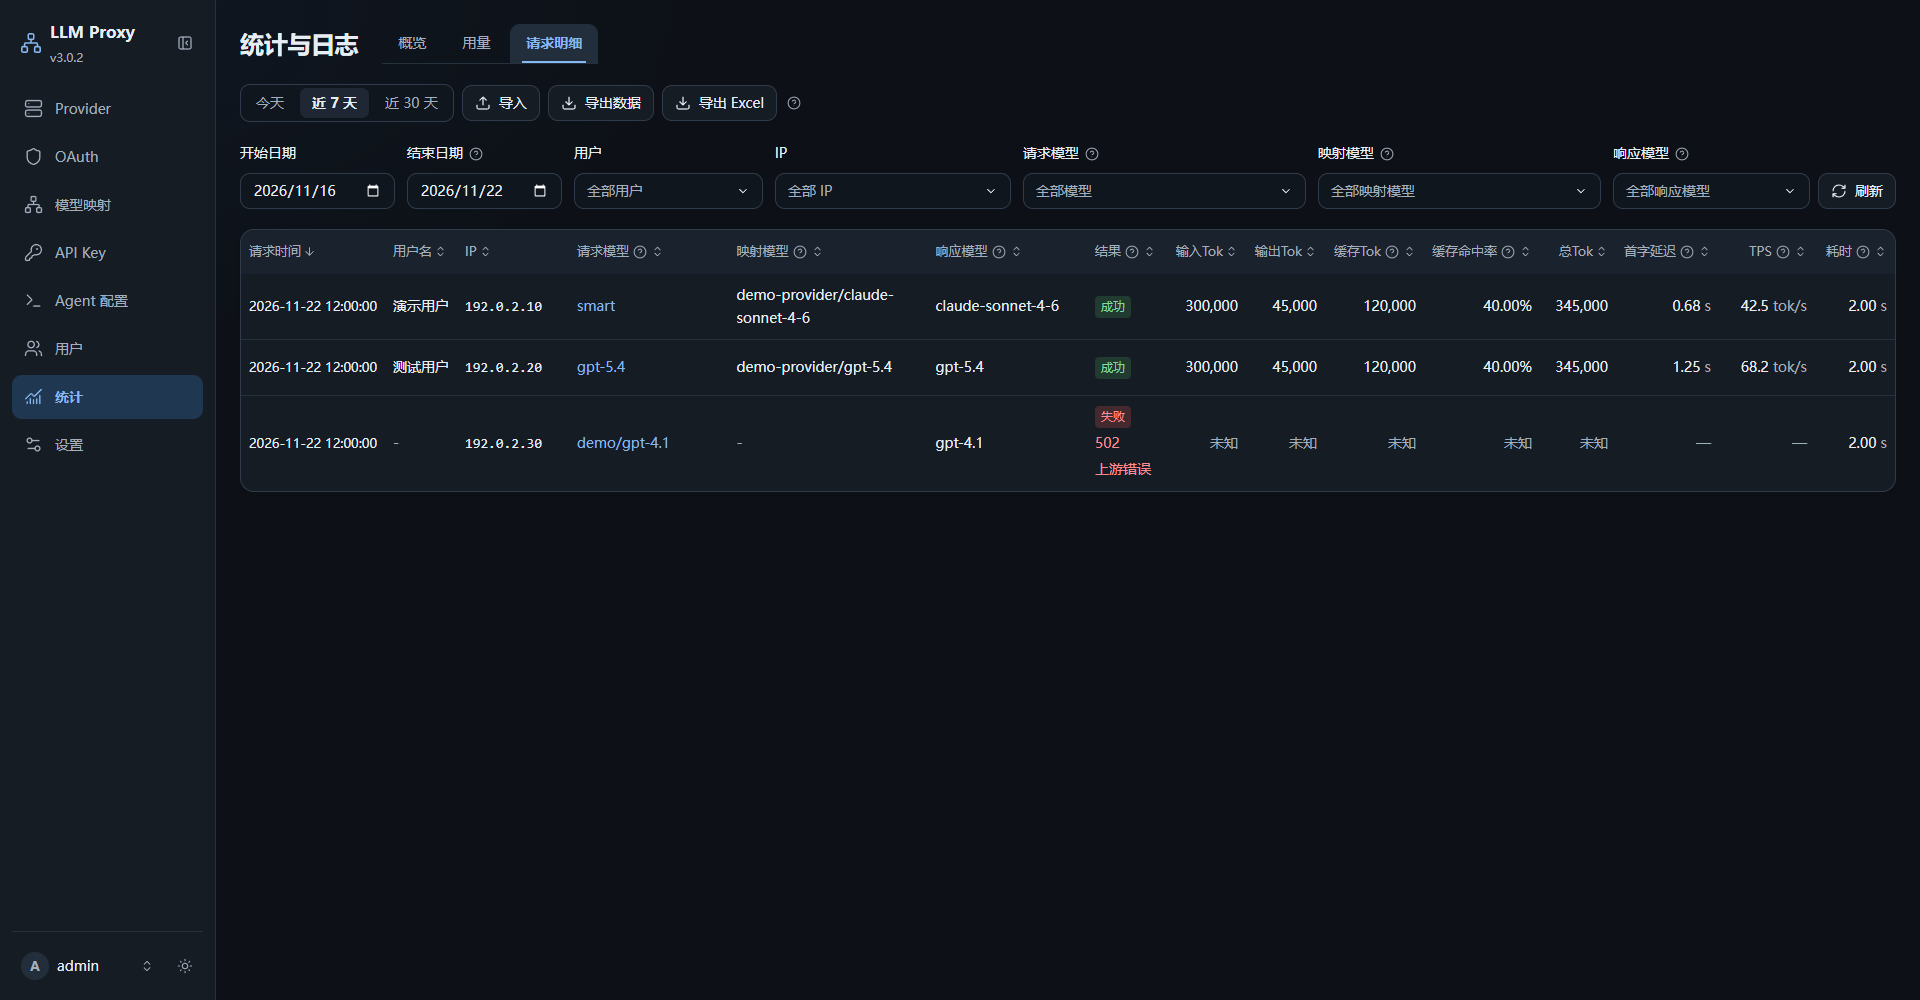 LLM Proxy
v3.0.2
Provider
OAuth
模型映射
API Key
Agent 配置
用户
统计
设置
A admin
统计与日志 概览 用量 请求明细
今天 近 7 天 近 30 天 导入 导出数据 导出 Excel
开始日期 结束日期 用户 IP 请求模型 映射模型 响应模型
2026/11/16 2026/11/22 全部用户 全部 IP 全部模型 全部映射模型 全部响应模型 刷新
请求时间 用户名 IP 请求模型 映射模型 响应模型 结果 输入Tok 输出Tok 缓存Tok 缓存命中率 总Tok 首字延迟 TPS 耗时
2026-11-22 12:00:00 演示用户 192.0.2.10 smart demo-provider/claude-
sonnet-4-6 claude-sonnet-4-6 成功 300,000 45,000 120,000 40.00% 345,000 0.68 s 42.5 tok/s 2.00 s
2026-11-22 12:00:00 测试用户 192.0.2.20 gpt-5.4 demo-provider/gpt-5.4 gpt-5.4 成功 300,000 45,000 120,000 40.00% 345,000 1.25 s 68.2 tok/s 2.00 s
2026-11-22 12:00:00 - 192.0.2.30 demo/gpt-4.1 - gpt-4.1 失败
502
上游错误 未知 未知 未知 未知 未知 — — 2.00 s